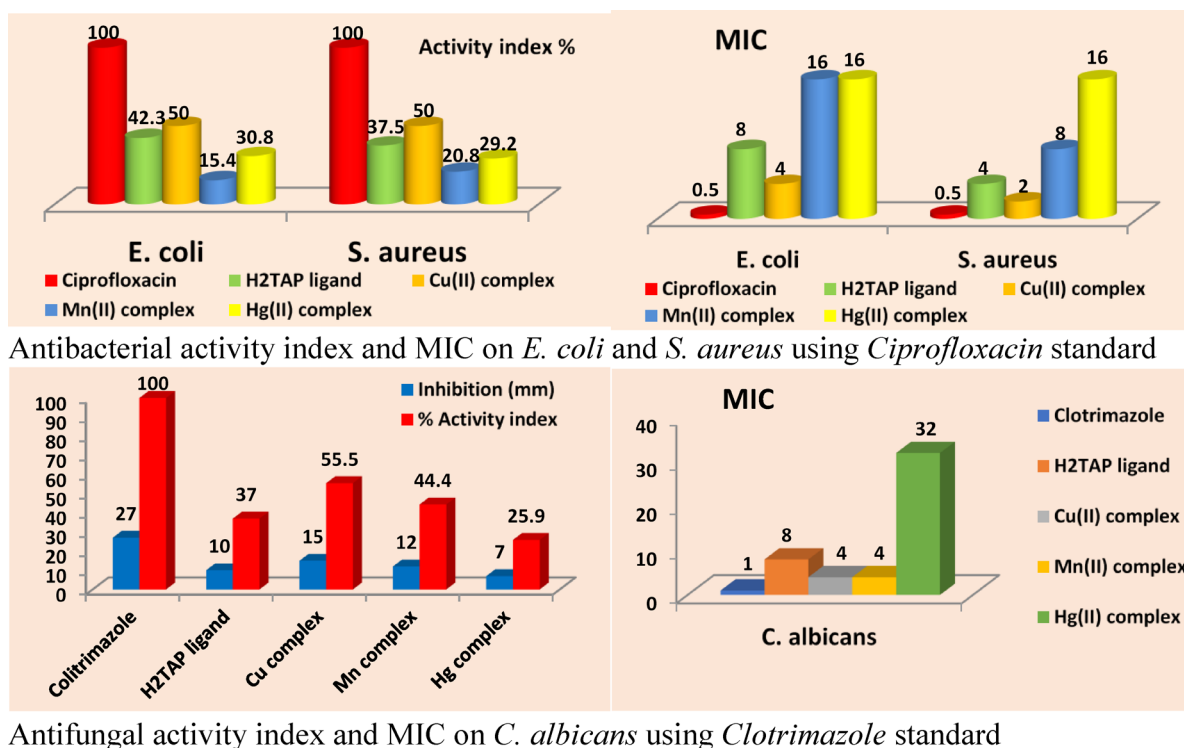 Activity index %
100
42.3
50
15.4
30.8
100
37.5
50
20.8
29.2
E. coli
S. aureus
Ciprofloxacin
H2TAP ligand
Cu(II) complex
Mn(II) complex
Hg(II) complex
MIC
0.5
8
4
16
16
0.5
4
2
8
16
E. coli
S. aureus
Ciprofloxacin
H2TAP ligand
Cu(II) complex
Mn(II) complex
Hg(II) complex
Antibacterial activity index and MIC on E. coli and S. aureus using Ciprofloxacin standard
Inhibition (mm)
% Activity index
100
90
80
70
60
50
40
30
20
10
0
27
100
10
37
15
55.5
12
44.4
7
25.9
Colitrimazole
H2TAP ligand
Cu complex
Mn complex
Hg complex
MIC
40
30
20
10
0
1
8
4
4
32
C. albicans
Clotrimazole
H2TAP ligand
Cu(II) complex
Mn(II) complex
Hg(II) complex
Antifungal activity index and MIC on C. albicans using Clotrimazole standard